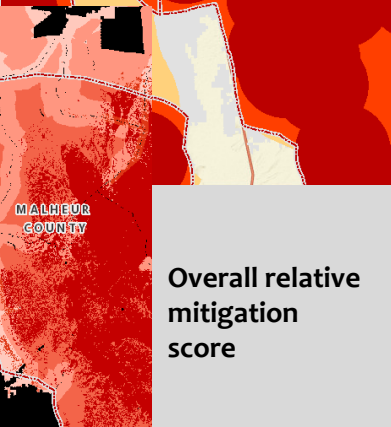 MALHEUR
COUNTY
Overall relative
mitigation
score